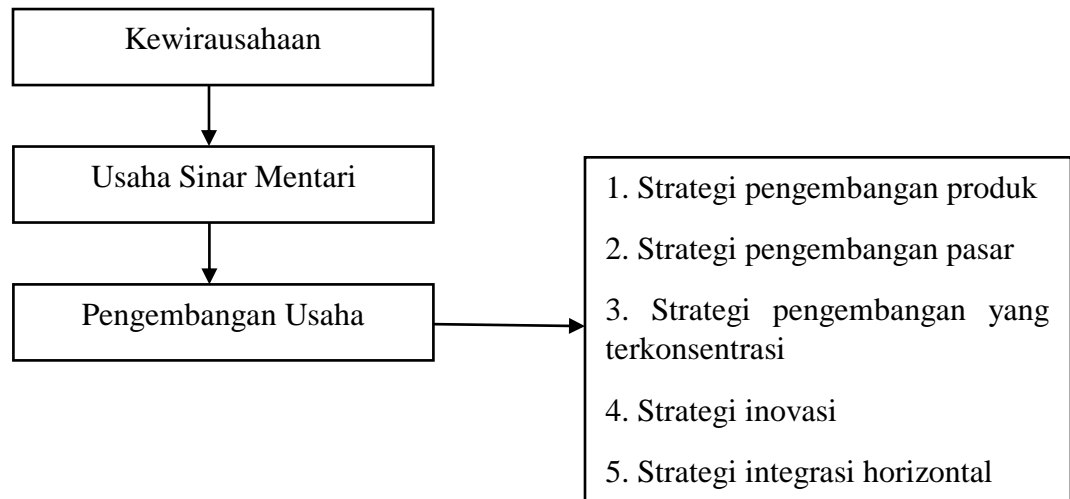 Kewirausahaan
Usaha Sinar Mentari
Pengembangan Usaha
1. Strategi pengembangan produk
2. Strategi pengembangan pasar
3. Strategi pengembangan yang
terkonsentrasi
4. Strategi inovasi
5. Strategi integrasi horizontal